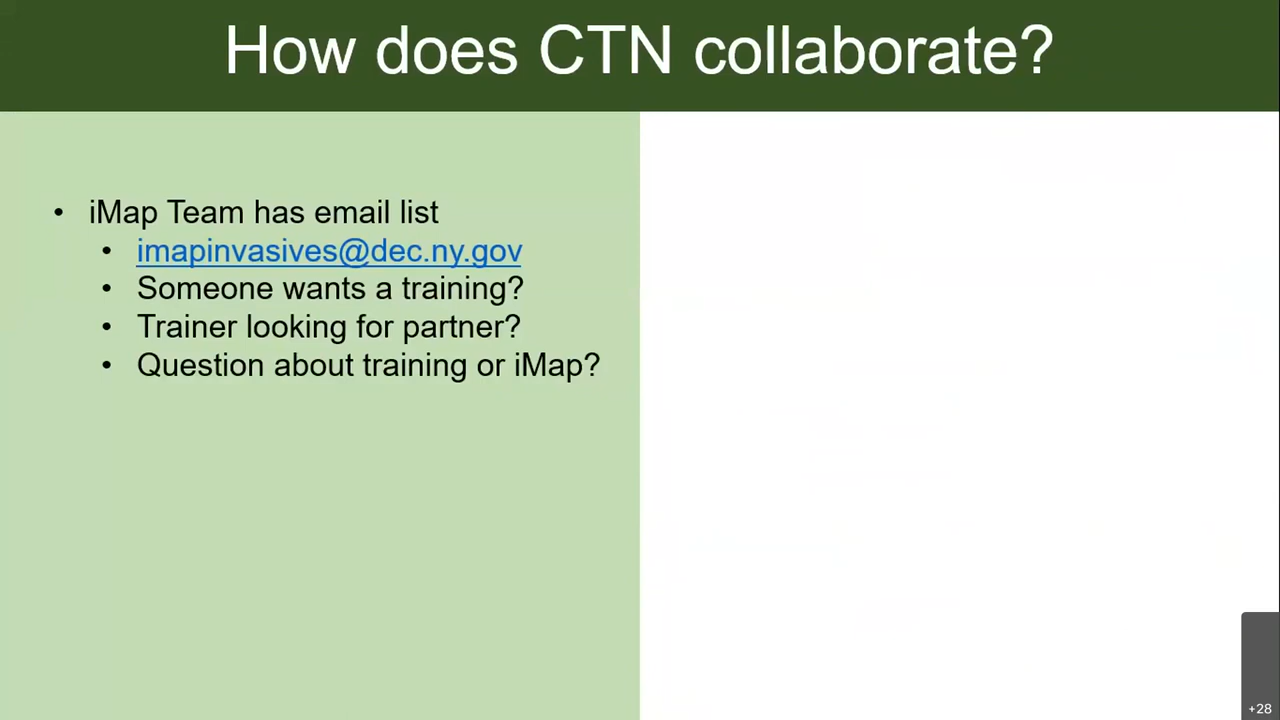 How does CTN collaborate?
• iMap Team has email list
• imapinvasives@dec.ny.gov
• Someone wants a training?
• Trainer looking for partner?
• Question about training or iMap?
+28